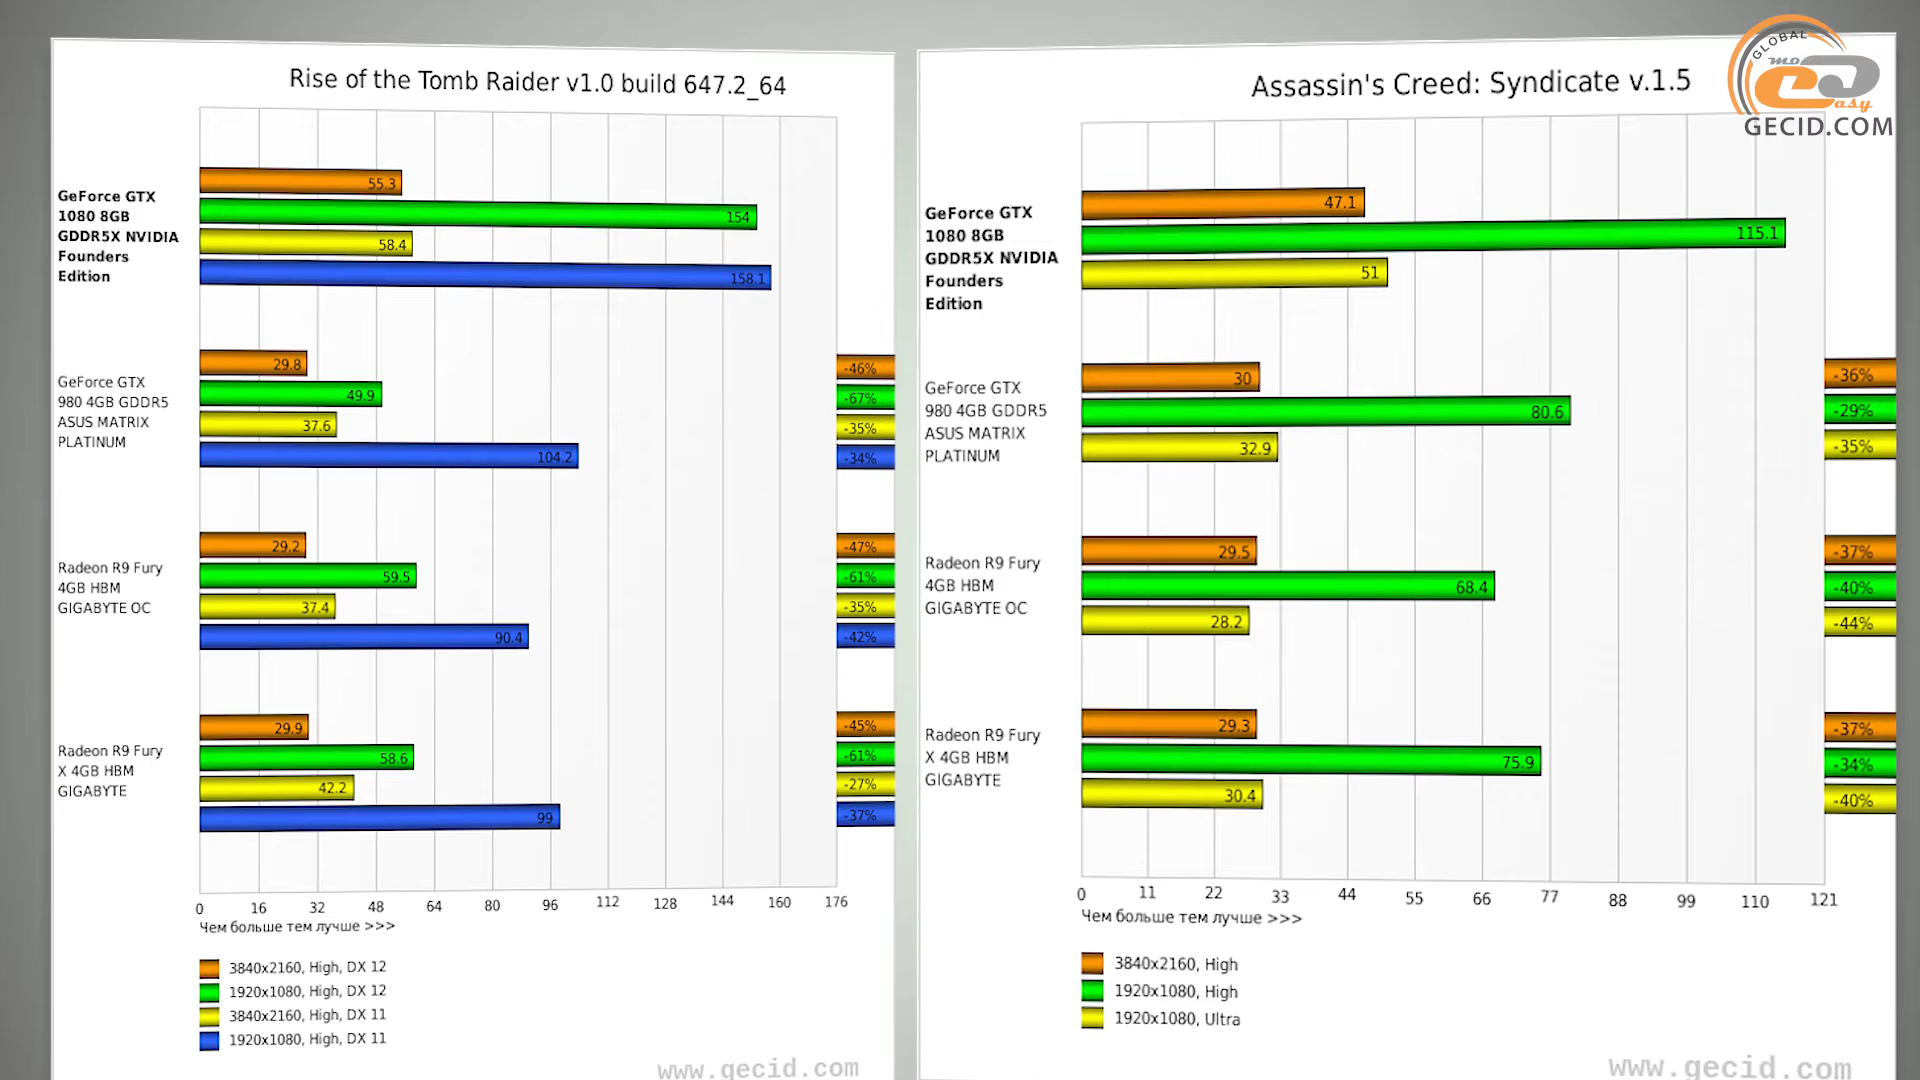 Rise of the Tomb Raider v1.0 build 647.2_64
GeForce GTX
1080 8GB
GDDR5X NVIDIA
Founders
Edition
55.3
154
58.4
158.1
GeForce GTX
980 4GB GDDR5
ASUS MATRIX
PLATINUM
29.8
49.9
37.6
104.2
-46%
-67%
-35%
-34%
Radeon R9 Fury
4GB HBM
GIGABYTE OC
29.2
59.5
37.4
90.4
-47%
-61%
-35%
-42%
Radeon R9 Fury
X 4GB HBM
GIGABYTE
29.9
58.6
42.2
99
-45%
-61%
-27%
-37%
0 16 32 48 64 80 96 112 128 144 160 176
Чем больше тем лучше >>>
3840x2160, High, DX 12
1920x1080, High, DX 12
3840x2160, High, DX 11
1920x1080, High, DX 11
www.gecid.com
Assassin's Creed: Syndicate v.1.5
GLOBAL
mo
asy
GECID.COM
GeForce GTX
1080 8GB
GDDR5X NVIDIA
Founders
Edition
47.1
115.1
51
GeForce GTX
980 4GB GDDR5
ASUS MATRIX
PLATINUM
30
80.6
32.9
-36%
-29%
-35%
Radeon R9 Fury
4GB HBM
GIGABYTE OC
29.5
68.4
28.2
-37%
-40%
-44%
Radeon R9 Fury
X 4GB HBM
GIGABYTE
29.3
75.9
30.4
-37%
-34%
-40%
0 11 22 33 44 55 66 77 88 99 110 121
Чем больше тем лучше >>>
3840x2160, High
1920x1080, High
1920x1080, Ultra
www.gecid.com